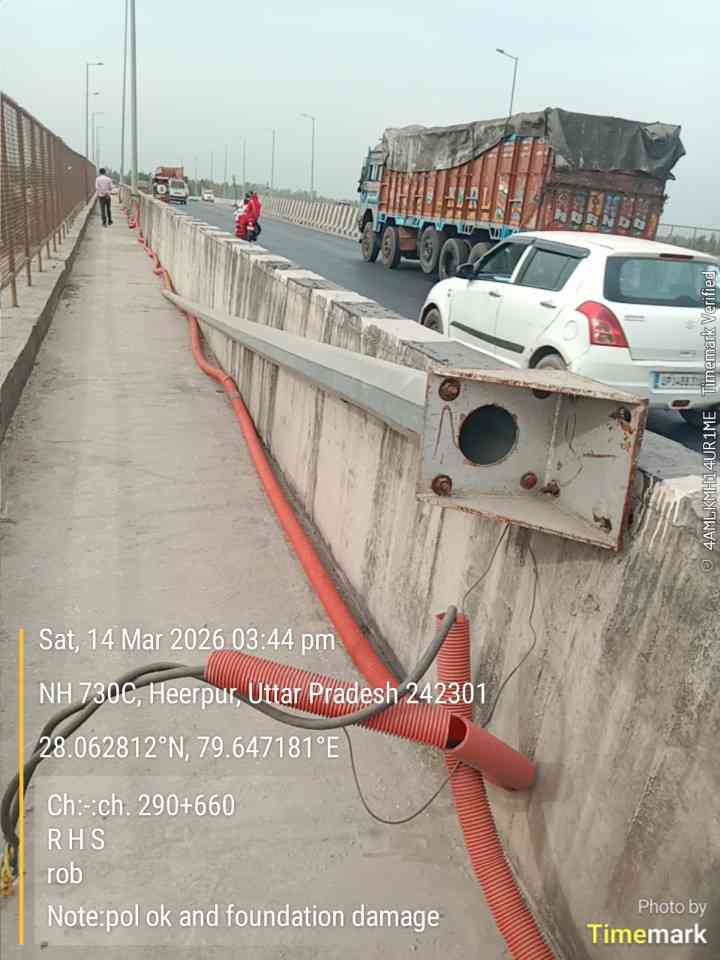 Sat, 14 Mar 2026 03:44 pm
NH 730C, Heerpur, Uttar Pradesh 242301
28.062812°N, 79.647181°E
Ch:-:ch. 290+660
R H S
rob
Note:pol ok and foundation damage
Photo by
Timemark
© 4AMLKMH14UR1ME Timemark Verified